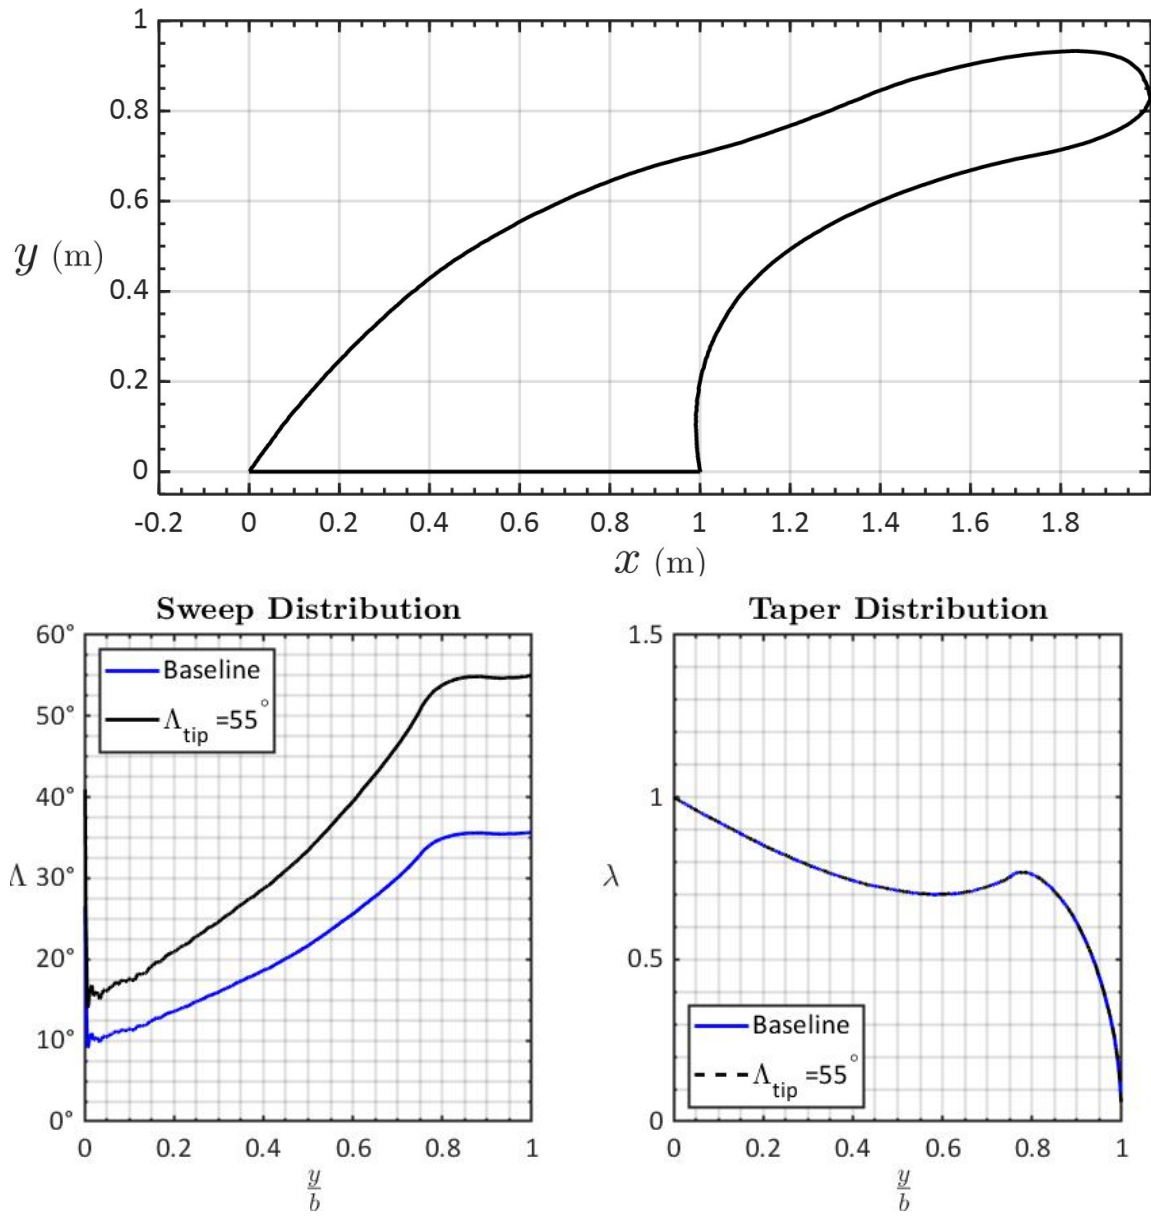 1
0.8
0.6
y (m)
0.4
0.2
0
-0.2 0 0.2 0.4 0.6 0.8 1 1.2 1.4 1.6 1.8
x (m)
Sweep Distribution
60°
Baseline
Λtip =55°
50°
40°
Λ 30°
20°
10°
0°
0 0.2 0.4 0.6 0.8 1
y/b
Taper Distribution
1.5
1
λ
0.5
Baseline
Λtip =55°
0
0 0.2 0.4 0.6 0.8 1
y/b